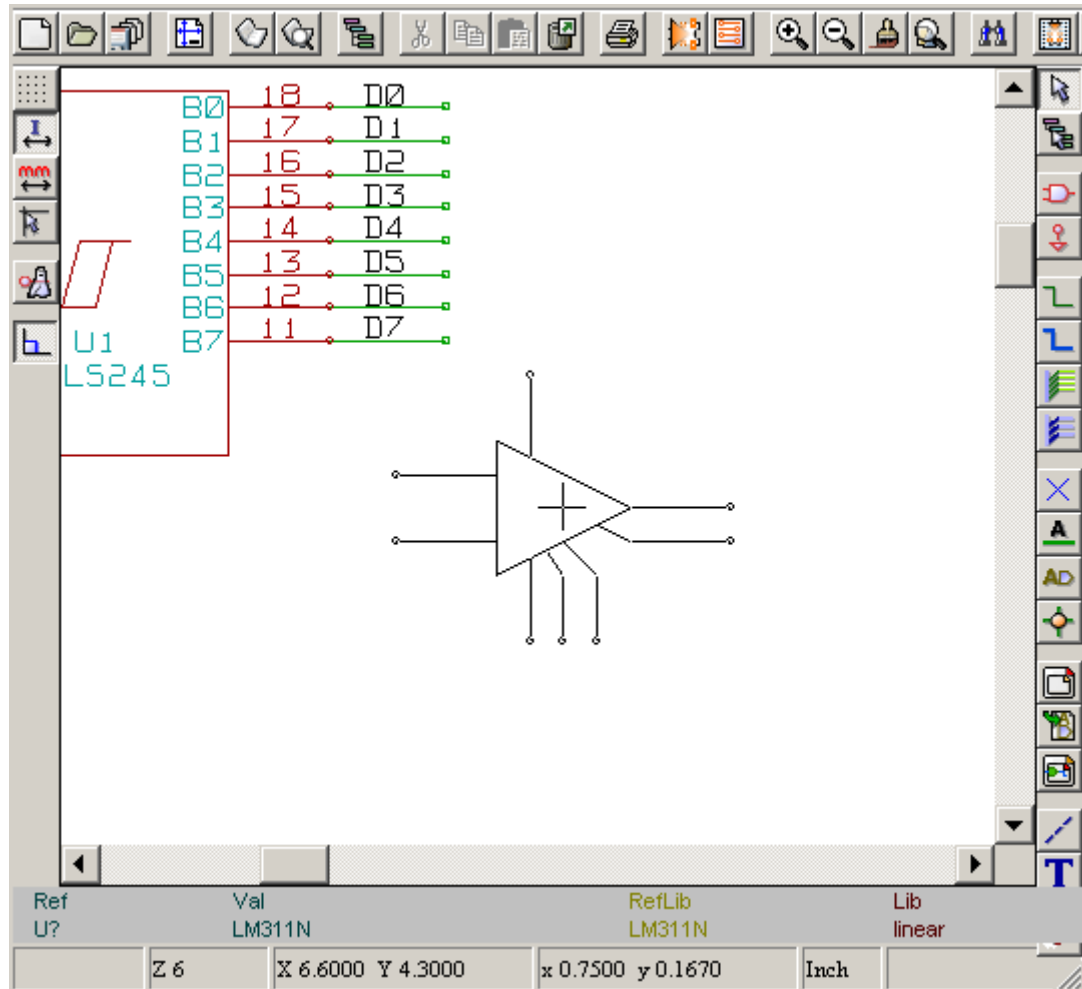 mm
B0 18 D0
B1 17 D1
B2 16 D2
B3 15 D3
B4 14 D4
B5 13 D5
B6 12 D6
B7 11 D7
U1
LS245
A
AD
T
Ref Val RefLib Lib
U? LM311N LM311N linear
Z 6 X 6.6000 Y 4.3000 x 0.7500 y 0.1670 Inch